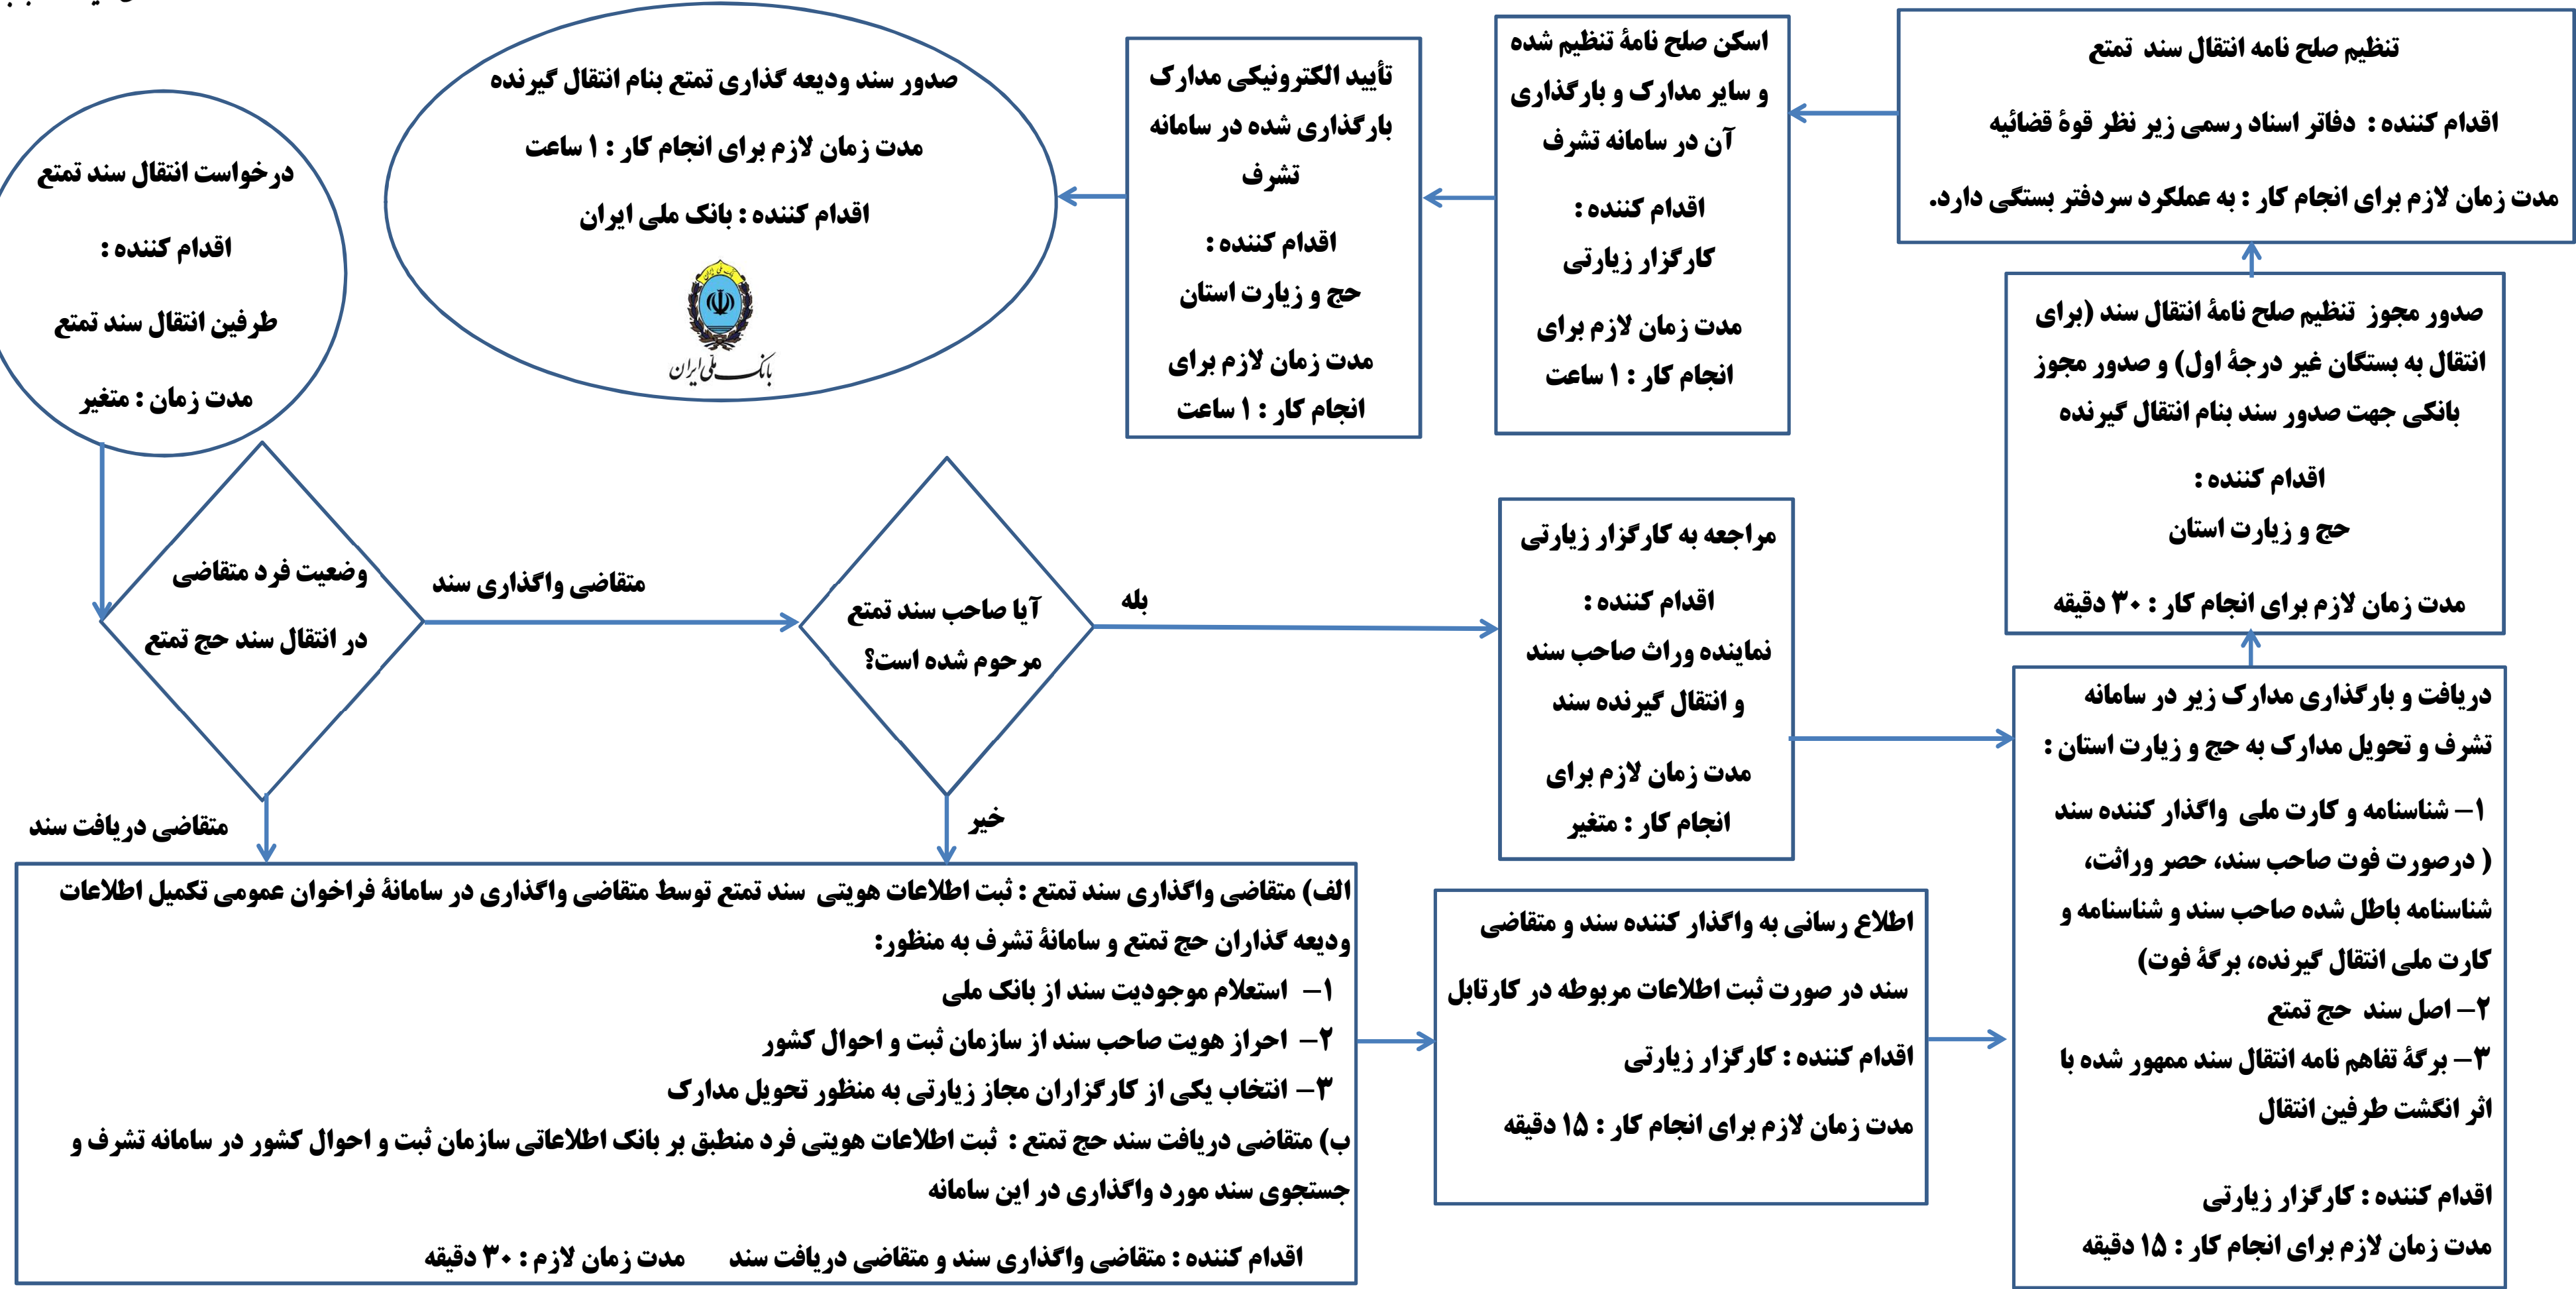 درخواست انتقال سند تمتع
اقدام کننده :
طرفین انتقال سند تمتع
مدت زمان : متغیر
وضعیت فرد متقاضی
در انتقال سند حج تمتع
متقاضی واگذاری سند
متقاضی دریافت سند
آیا صاحب سند تمتع
مرحوم شده است؟
بله
خیر
مراجعه به کارگزار زیارتی
اقدام کننده :
نماینده وراث صاحب سند
و انتقال گیرنده سند
مدت زمان لازم برای
انجام کار : متغیر
الف) متقاضی واگذاری سند تمتع : ثبت اطلاعات هویتی سند تمتع توسط متقاضی واگذاری در سامانۀ فراخوان عمومی تکمیل اطلاعات
ودیعه گذاران حج تمتع و سامانۀ تشرف به منظور:
۱– استعلام موجودیت سند از بانک ملی
۲– احراز هویت صاحب سند از سازمان ثبت و احوال کشور
۳– انتخاب یکی از کارگزاران مجاز زیارتی به منظور تحویل مدارک
ب) متقاضی دریافت سند حج تمتع : ثبت اطلاعات هویتی فرد منطبق بر بانک اطلاعاتی سازمان ثبت و احوال کشور در سامانه تشرف و
جستجوی سند مورد واگذاری در این سامانه
اقدام کننده : متقاضی واگذاری سند و متقاضی دریافت سند مدت زمان لازم : ۳۰ دقیقه
اطلاع رسانی به واگذار کننده سند و متقاضی
سند در صورت ثبت اطلاعات مربوطه در کارتابل
اقدام کننده : کارگزار زیارتی
مدت زمان لازم برای انجام کار : ۱۵ دقیقه
دریافت و بارگذاری مدارک زیر در سامانه
تشرف و تحویل مدارک به حج و زیارت استان :
۱– شناسنامه و کارت ملی واگذار کننده سند
( درصورت فوت صاحب سند، حصر وراثت،
شناسنامه باطل شده صاحب سند و شناسنامه و
کارت ملی انتقال گیرنده، برگۀ فوت)
۲– اصل سند حج تمتع
۳– برگۀ تفاهم نامه انتقال سند ممهور شده با
اثر انگشت طرفین انتقال
اقدام کننده : کارگزار زیارتی
مدت زمان لازم برای انجام کار : ۱۵ دقیقه
صدور مجوز تنظیم صلح نامۀ انتقال سند (برای
انتقال به بستگان غیر درجۀ اول) و صدور مجوز
بانکی جهت صدور سند بنام انتقال گیرنده
اقدام کننده :
حج و زیارت استان
مدت زمان لازم برای انجام کار : ۳۰ دقیقه
تنظیم صلح نامه انتقال سند تمتع
اقدام کننده : دفاتر اسناد رسمی زیر نظر قوۀ قضائیه
مدت زمان لازم برای انجام کار : به عملکرد سردفتر بستگی دارد.
اسکن صلح نامۀ تنظیم شده
و سایر مدارک و بارگذاری
آن در سامانه تشرف
اقدام کننده :
کارگزار زیارتی
مدت زمان لازم برای
انجام کار : ۱ ساعت
تأیید الکترونیکی مدارک
بارگذاری شده در سامانه
تشرف
اقدام کننده :
حج و زیارت استان
مدت زمان لازم برای
انجام کار : ۱ ساعت
صدور سند ودیعه گذاری تمتع بنام انتقال گیرنده
مدت زمان لازم برای انجام کار : ۱ ساعت
اقدام کننده : بانک ملی ایران
بانک ملی ایران